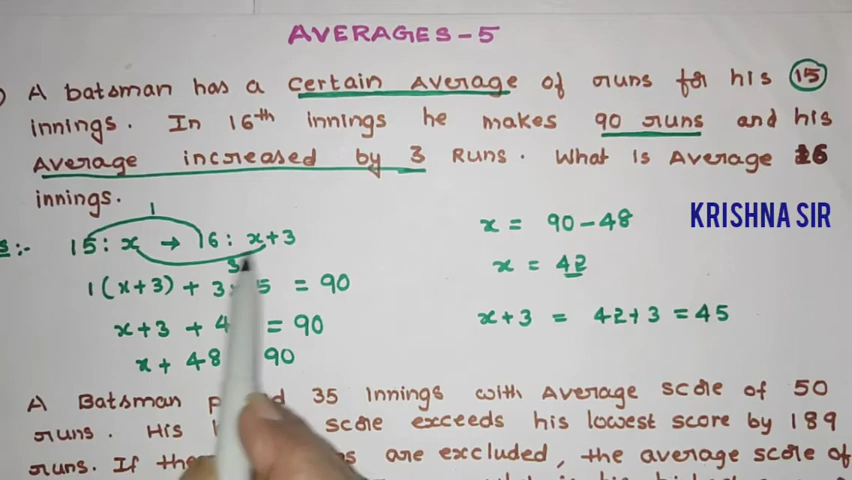 AVERAGES-5
A batsman has a certain Average of runs for his 15
innings. In 16th innings he makes 90 runs and his
Average increased by 3 Runs. What is Average 16
innings.
1
KRISHNA SIR
s:- 15: x → 16: x+3
3
x = 90-48
x = 42
1(x+3) + 3 5 = 90
x+3 = 42+3 = 45
x+3 + 4 = 90
x + 48 90
A Batsman 35 Innings with Average score of 50
runs. His score exceeds his lowest score by 189
runs. If are excluded, the average score of